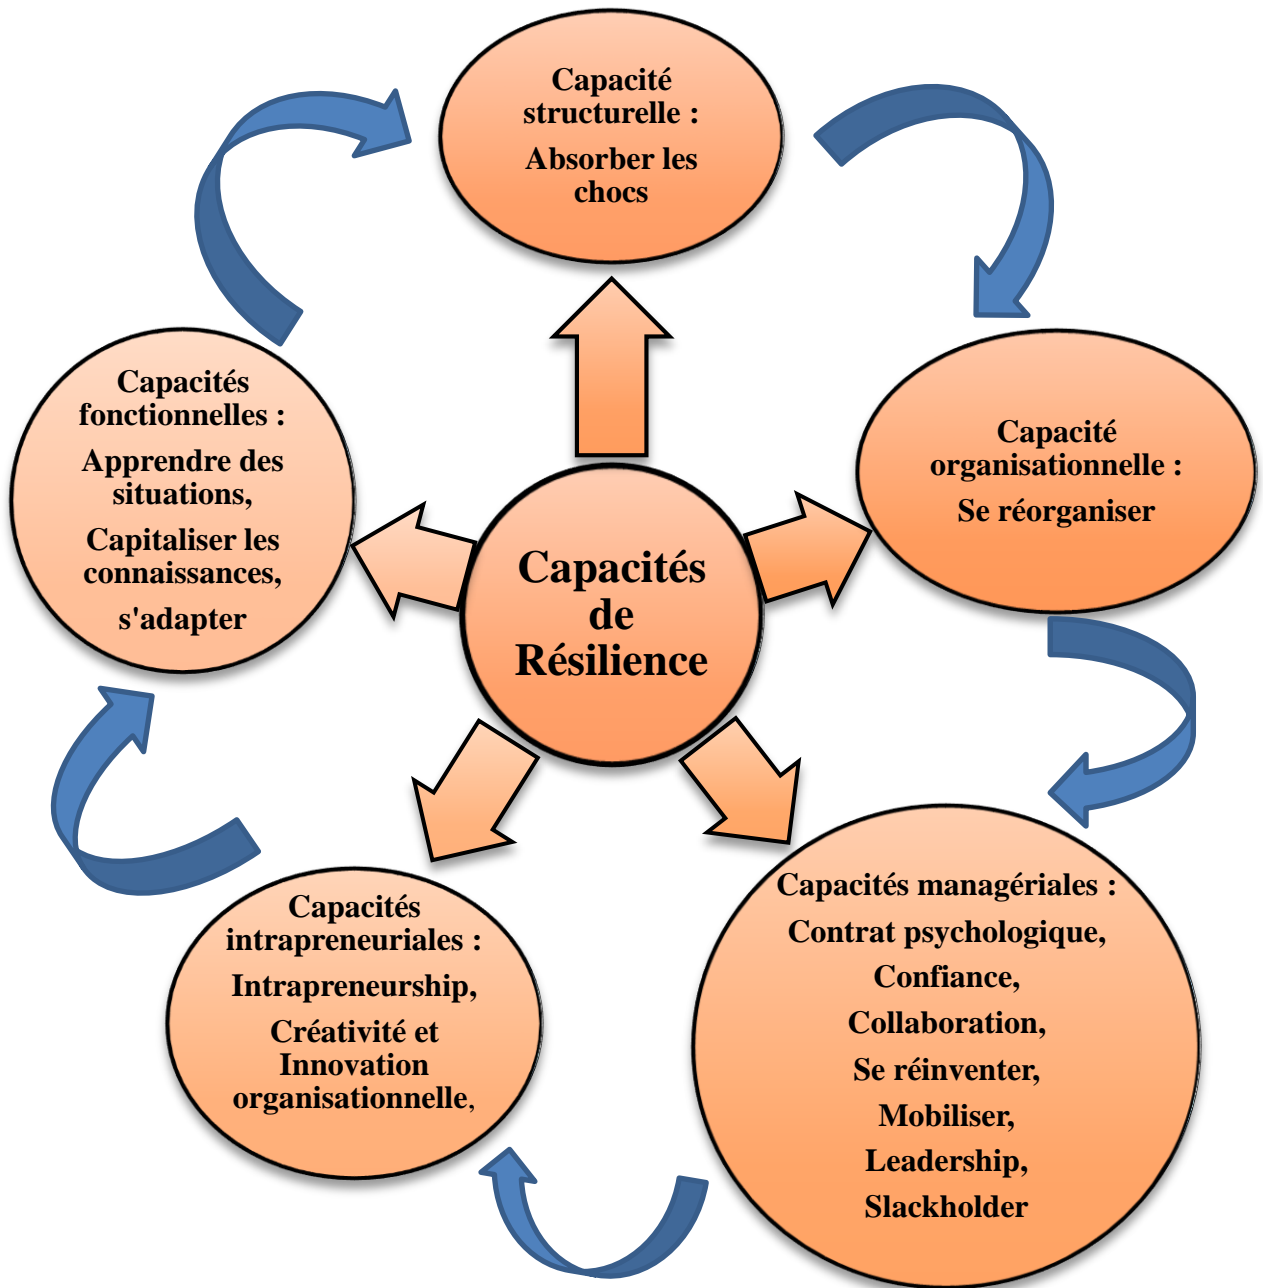 Capacité
structurelle :
Absorber les
chocs
Capacité
organisationnelle :
Se réorganiser
Capacités managériales :
Contrat psychologique,
Confiance,
Collaboration,
Se réinventer,
Mobiliser,
Leadership,
Slackholder
Capacités
intrapreneuriales :
Intrapreneurship,
Créativité et
Innovation
organisationnelle,
Capacités
fonctionnelles :
Apprendre des
situations,
Capitaliser les
connaissances,
s'adapter
Capacités
de
Résilience